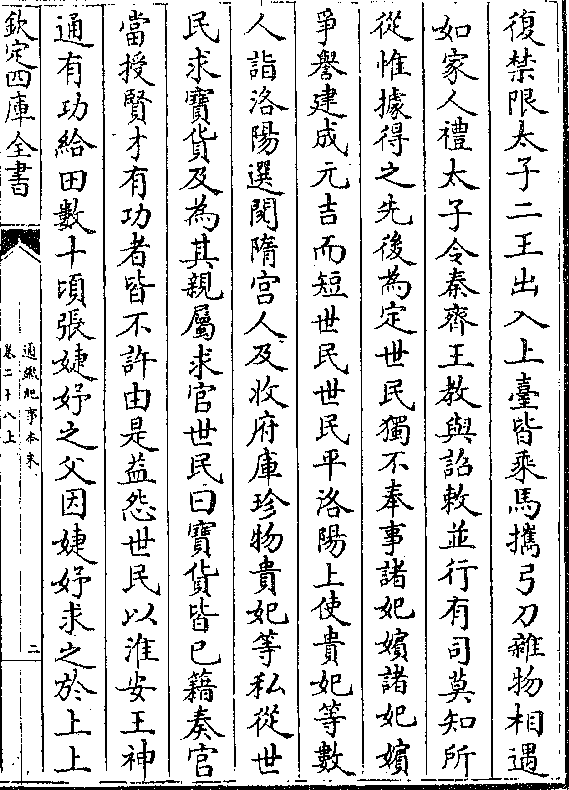 復禁限太子二王出入上臺皆乘馬攜弓刀雜物相遇
如家人禮太子令秦齊王教與詔敕並行有司莫知所
從惟據得之先後為定世民獨不奉事諸妃嬪諸妃嬪
爭譽建成元吉而短世民世民平洛陽上使貴妃等數
人詣洛陽選閱隋宫人及收府庫珍物貴妃等私從世
民求寶貨及為其親屬求官世民曰寶貨皆已籍奏官
當授賢才有功者皆不許由是益怨世民以淮安王神
通有功給田數十頃張婕妤之父因婕妤求之於上上
欽定四庫全書
通鑑紀事本末
卷二十八上
二